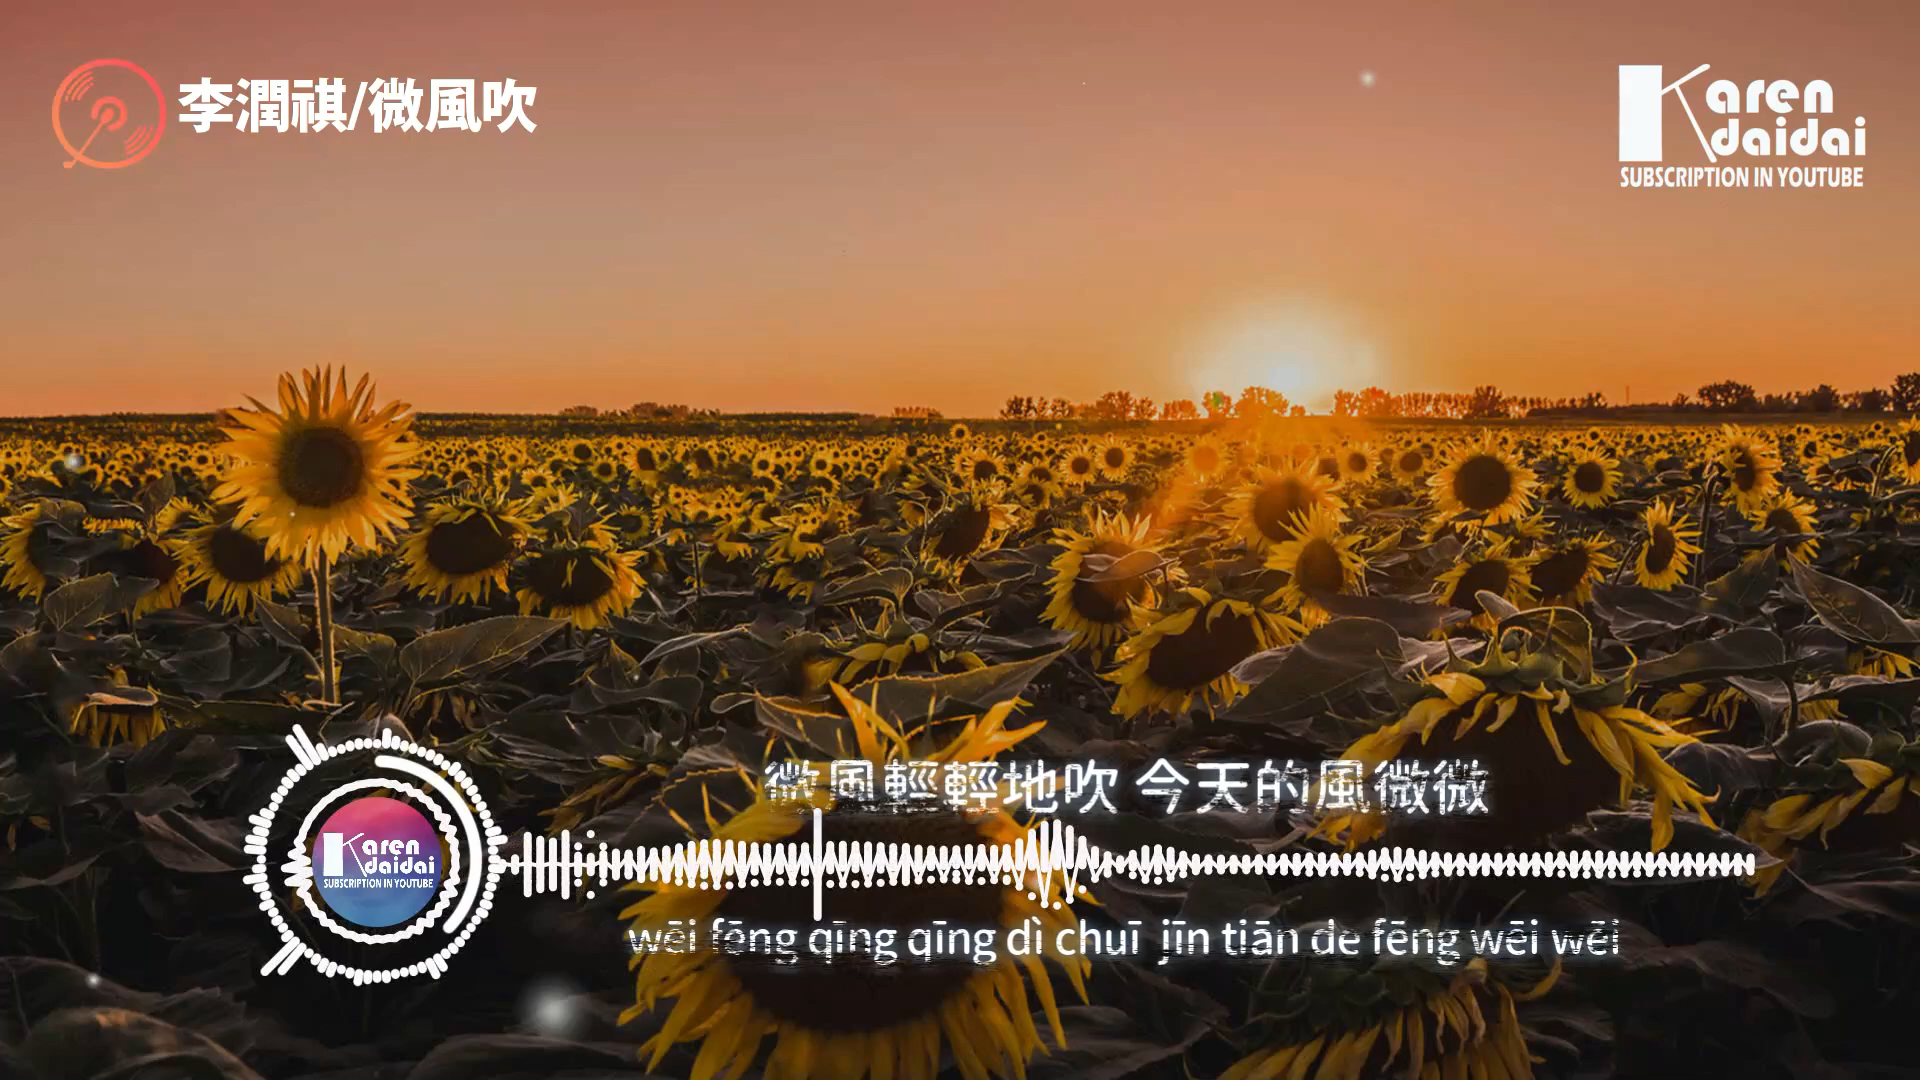 李潤祺/微風吹
Karen
daidai
SUBSCRIPTION IN YOUTUBE
微風輕輕地吹 今天的風微微
Karen
daidai
SUBSCRIPTION IN YOUTUBE
wēi fēng qīng qīng dì chuī jīn tiān de fēng wēi wēi